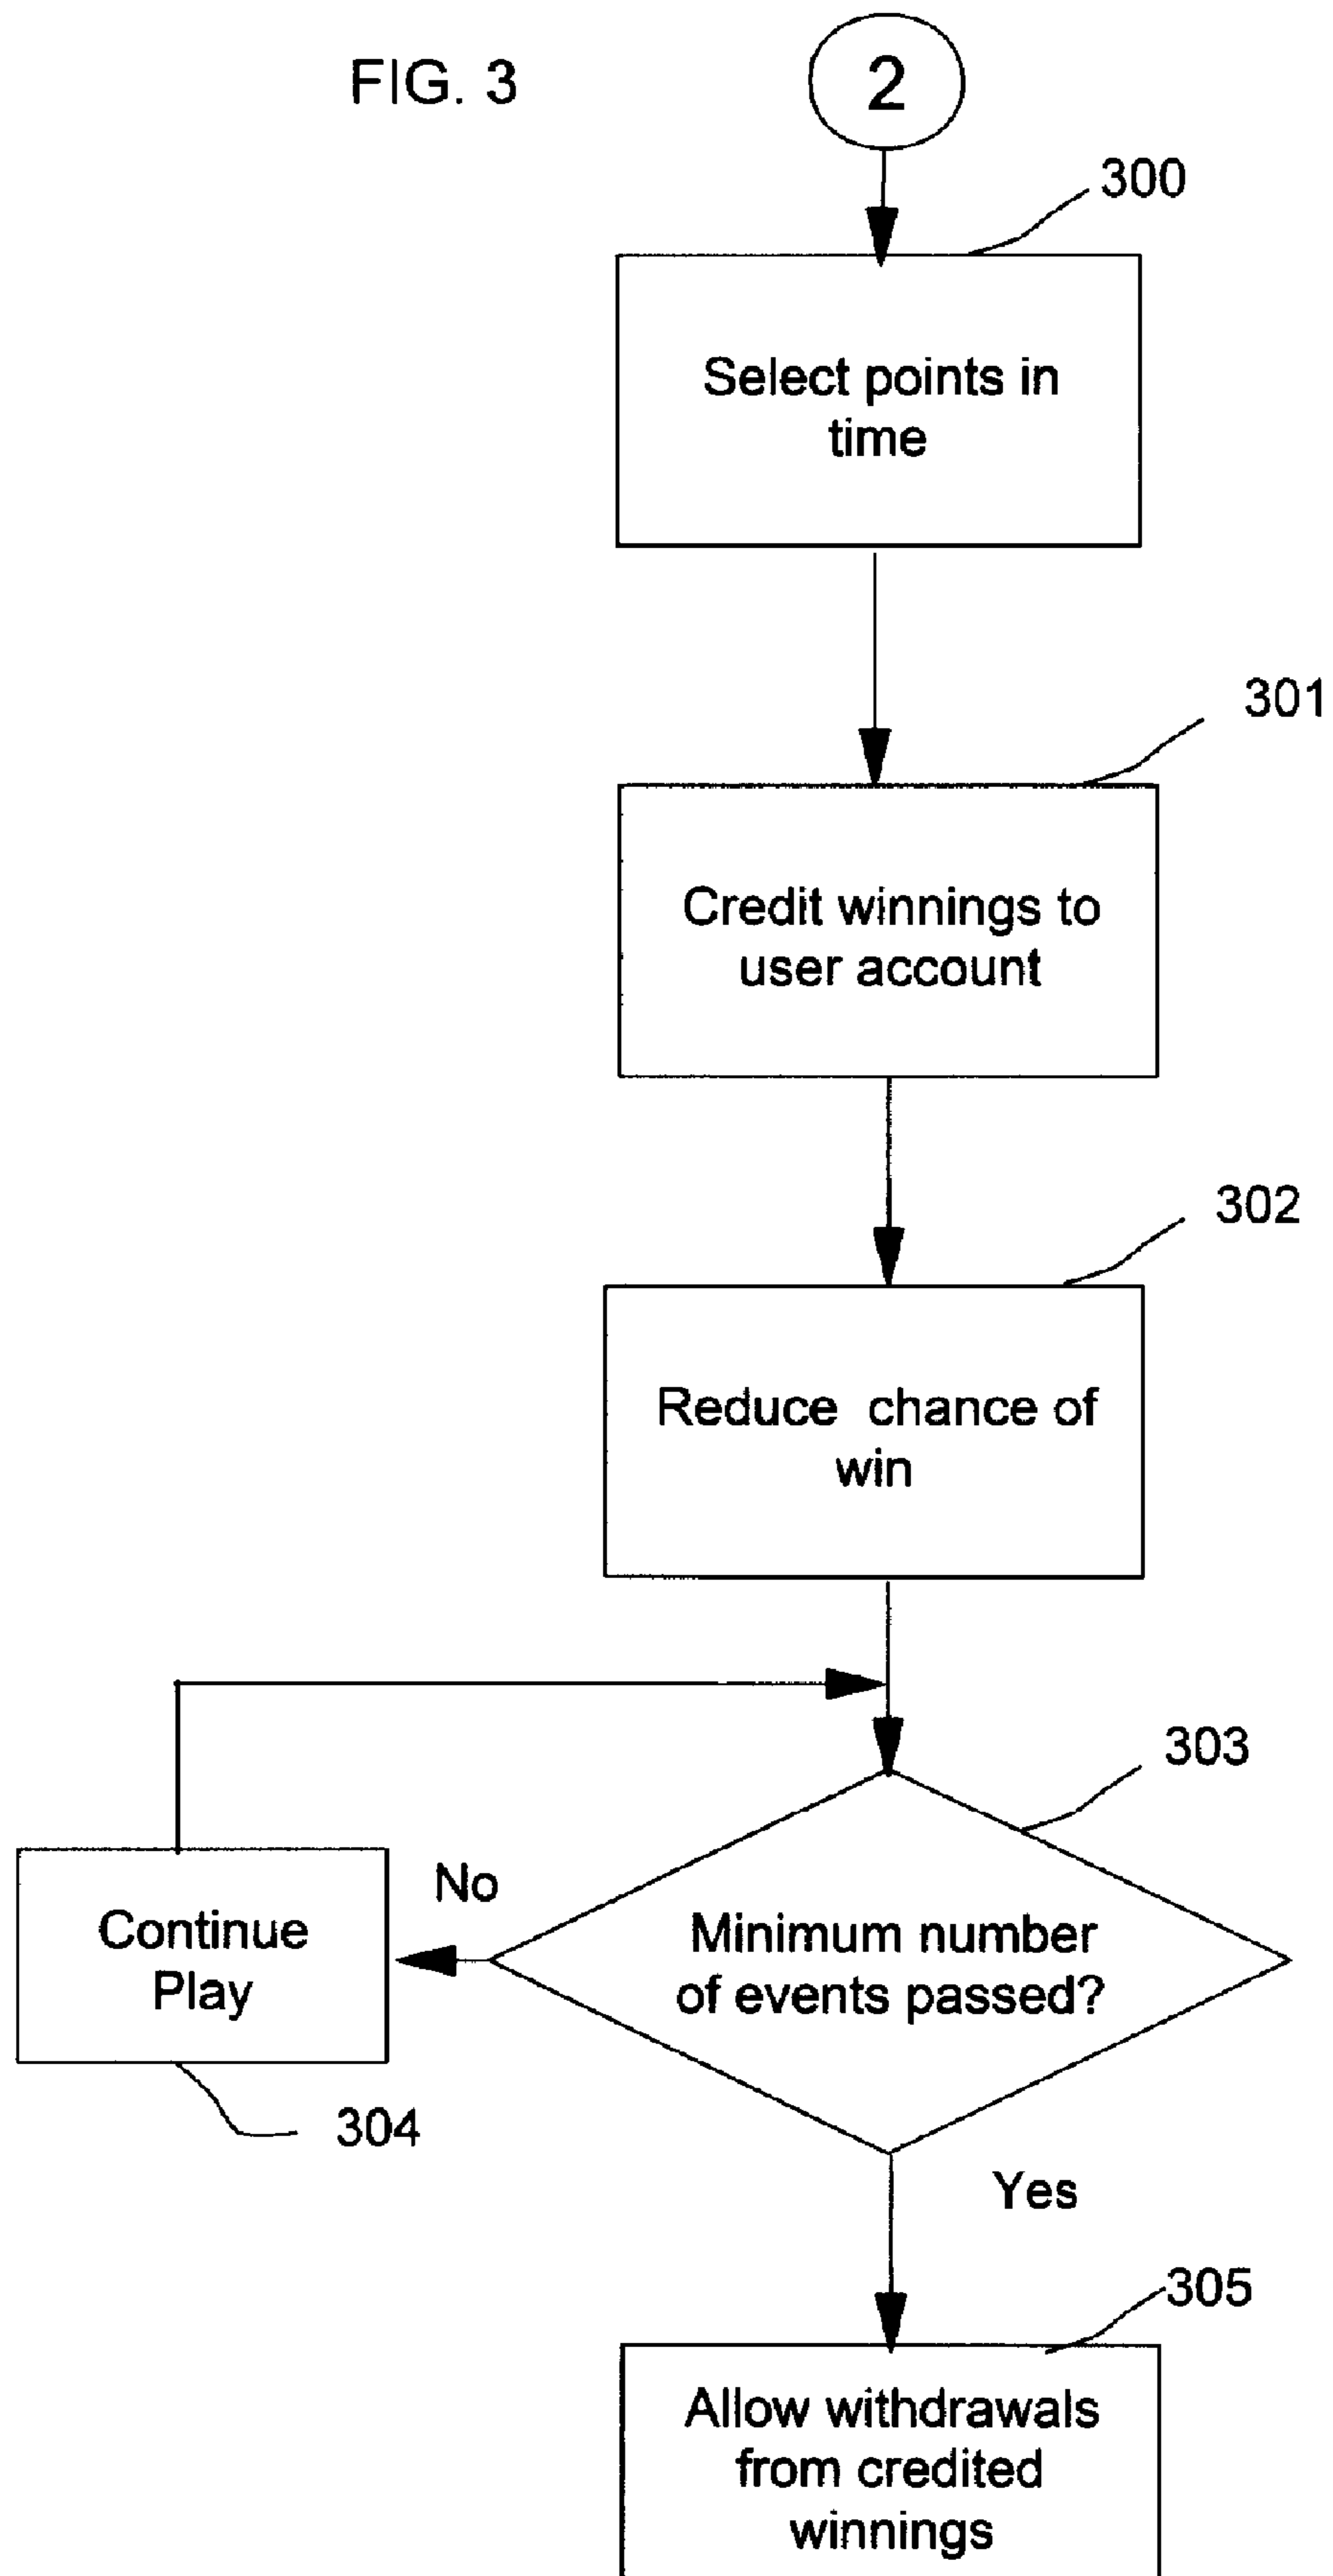 FIG. 3
2
300
Select points in
time
301
Credit winnings to
user account
302
Reduce chance of
win
303
No
Continue
Play
Minimum number
of events passed?
304
Yes
305
Allow withdrawals
from credited
winnings